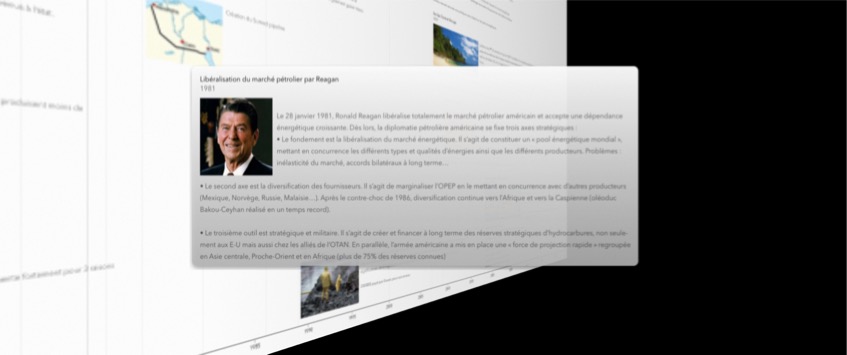 produisent moins de
Création du
Libéralisation du marché pétrolier par Reagan
1981
Le 28 janvier 1981, Ronald Reagan libéralise totalement le marché pétrolier américain et accepte une dépendance
énergétique croissante. Dès lors, la diplomatie pétrolière américaine se fixe trois axes stratégiques :
• Le fondement est la libéralisation du marché énergétique. Il s'agit de constituer un « pool énergétique mondial »,
mettant en concurrence les différents types et qualités d'énergies ainsi que les différents producteurs. Problèmes :
inélasticité du marché, accords bilatéraux à long terme...
• Le second axe est la diversification des fournisseurs. Il s'agit de marginaliser l'OPEP en le mettant en concurrence avec d'autres producteurs
(Mexique, Norvège, Russie, Malaisie...). Après le contre-choc de 1986, diversification continue vers l'Afrique et vers la Caspienne (oléoduc
Bakou-Ceyhan réalisé en un temps record).
• Le troisième outil est stratégique et militaire. Il s'agit de créer et financer à long terme des réserves stratégiques d'hydrocarbures, non seule-
ment aux E-U mais aussi chez les alliés de l'OTAN. En parallèle, l'armée américaine a mis en place une « force de projection rapide » regroupée
en Asie centrale, Proche-Orient et en Afrique (plus de 75% des réserves connues)